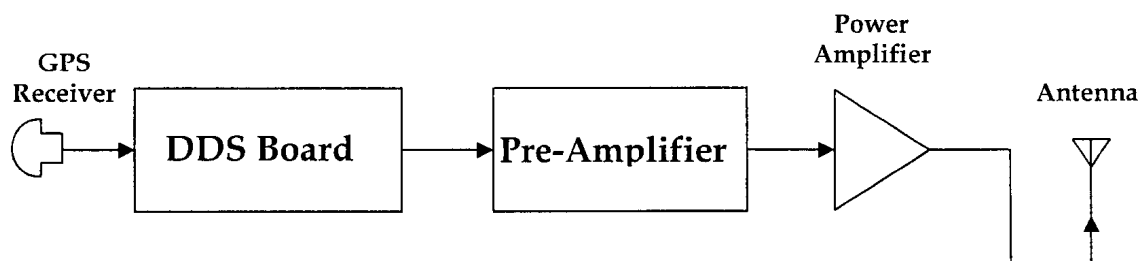 GPS
Receiver
DDS Board
Pre-Amplifier
Power
Amplifier
Antenna